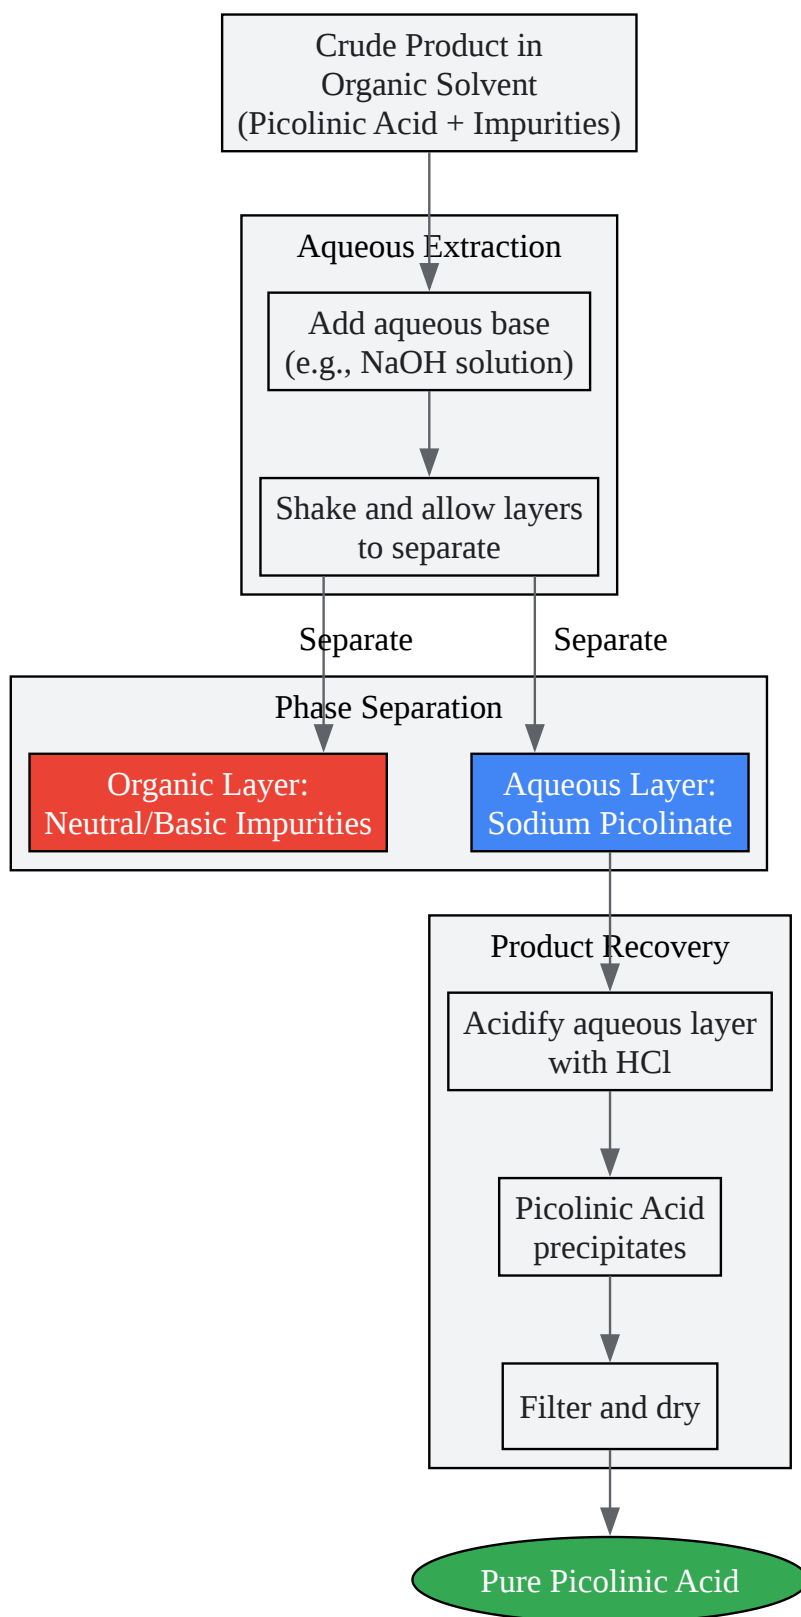 Crude Product in
Organic Solvent
(Picolinic Acid + Impurities)
Aqueous Extraction
Add aqueous base
(e.g., NaOH solution)
Shake and allow layers
to separate
Separate
Separate
Phase Separation
Organic Layer:
Neutral/Basic Impurities
Aqueous Layer:
Sodium Picolinate
Product Recovery
Acidify aqueous layer
with HCl
Picolinic Acid
precipitates
Filter and dry
Pure Picolinic Acid